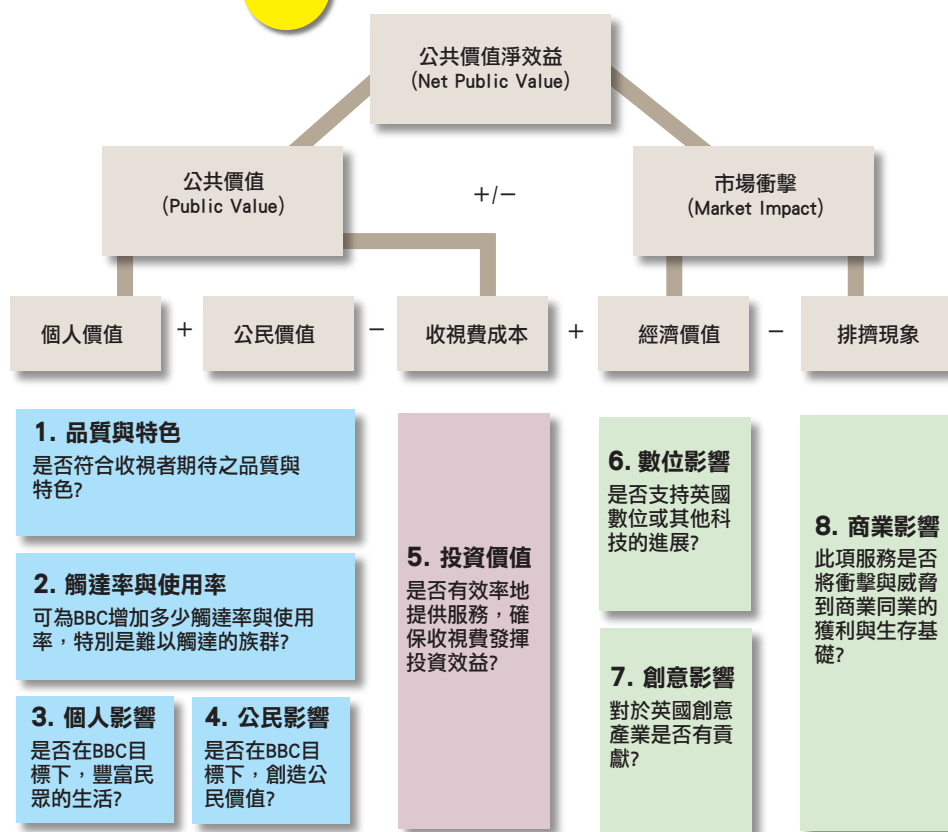 公共價值淨效益
(Net Public Value)
公共價值
(Public Value)
+/−
市場衝擊
(Market Impact)
個人價值
+
公民價值
−
收視費成本
+
經濟價值
−
排擠現象
1. 品質與特色
是否符合收視者期待之品質與
特色?
2. 觸達率與使用率
可為BBC增加多少觸達率與使用
率，特別是難以觸達的族群?
3. 個人影響
是否在BBC目
標下，豐富民
眾的生活?
4. 公民影響
是否在BBC目
標下，創造公
民價值?
5. 投資價值
是否有效率地
提供服務，確
保收視費發揮
投資效益?
6. 數位影響
是否支持英國
數位或其他科
技的進展?
7. 創意影響
對於英國創意
產業是否有貢
獻?
8. 商業影響
此項服務是否
將衝擊與威脅
到商業同業的
獲利與生存基
礎?